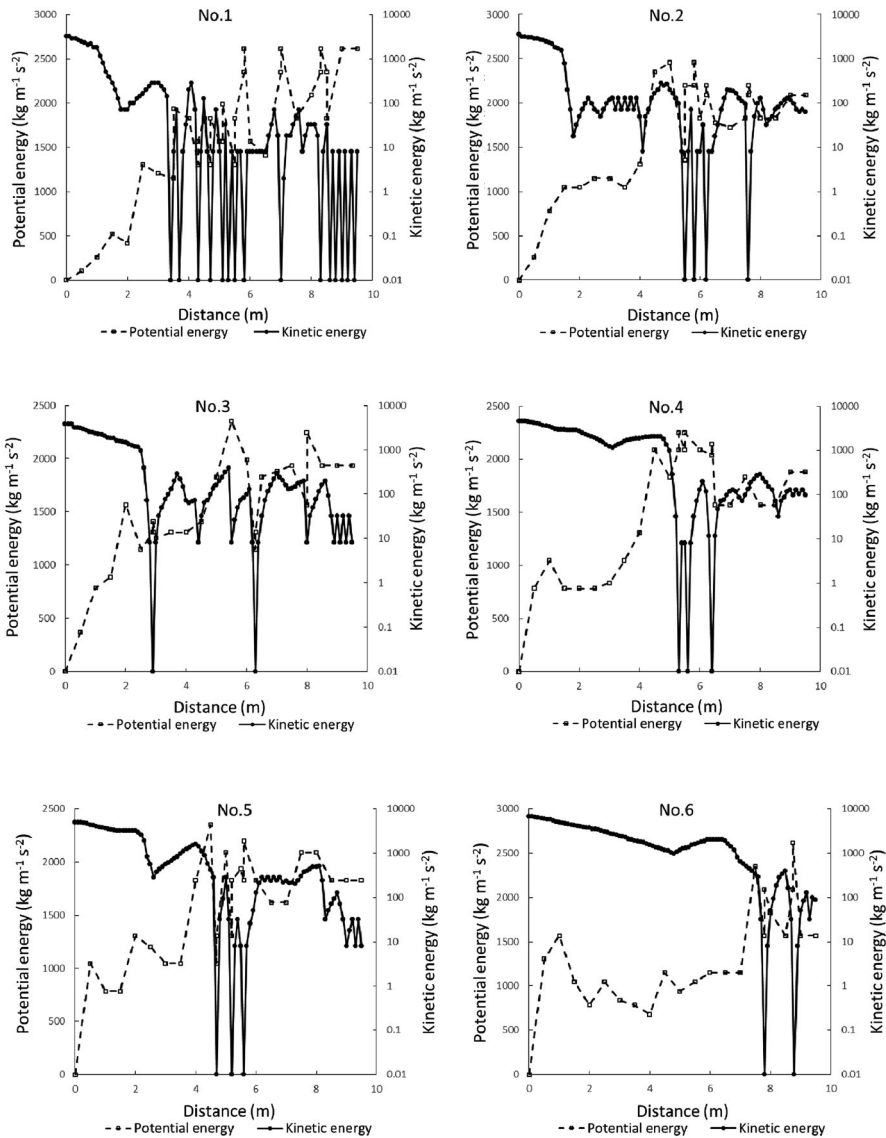 No.1
Potential energy (kg m⁻¹ s⁻²)
3000
2500
2000
1500
1000
500
0
10000
1000
100
10
1
0.1
0.01
Kinetic energy (kg m⁻¹ s⁻²)
0 2 4 6 8 10
Distance (m)
Potential energy Kinetic energy
No.2
Potential energy (kg m⁻¹ s⁻²)
3000
2500
2000
1500
1000
500
0
10000
1000
100
10
1
0.1
0.01
Kinetic energy (kg m⁻¹ s⁻²)
0 2 4 6 8 10
Distance (m)
Potential energy Kinetic energy
No.3
Potential energy (kg m⁻¹ s⁻²)
2500
2000
1500
1000
500
0
10000
1000
100
10
1
0.1
0.01
Kinetic energy (kg m⁻¹ s⁻²)
0 2 4 6 8 10
Distance (m)
Potential energy Kinetic energy
No.4
Potential energy (kg m⁻¹ s⁻²)
2500
2000
1500
1000
500
0
10000
1000
100
10
1
0.1
0.01
Kinetic energy (kg m⁻¹ s⁻²)
0 2 4 6 8 10
Distance (m)
Potential energy Kinetic energy
No.5
Potential energy (kg m⁻¹ s⁻²)
2500
2000
1500
1000
500
0
10000
1000
100
10
1
0.1
0.01
Kinetic energy (kg m⁻¹ s⁻²)
0 2 4 6 8 10
Distance (m)
Potential energy Kinetic energy
No.6
Potential energy (kg m⁻¹ s⁻²)
3000
2500
2000
1500
1000
500
0
10000
1000
100
10
1
0.1
0.01
Kinetic energy (kg m⁻¹ s⁻²)
0 2 4 6 8 10
Distance (m)
Potential energy Kinetic energy